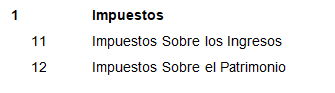 1 Impuestos
11 Impuestos Sobre los Ingresos
12 Impuestos Sobre el Patrimonio